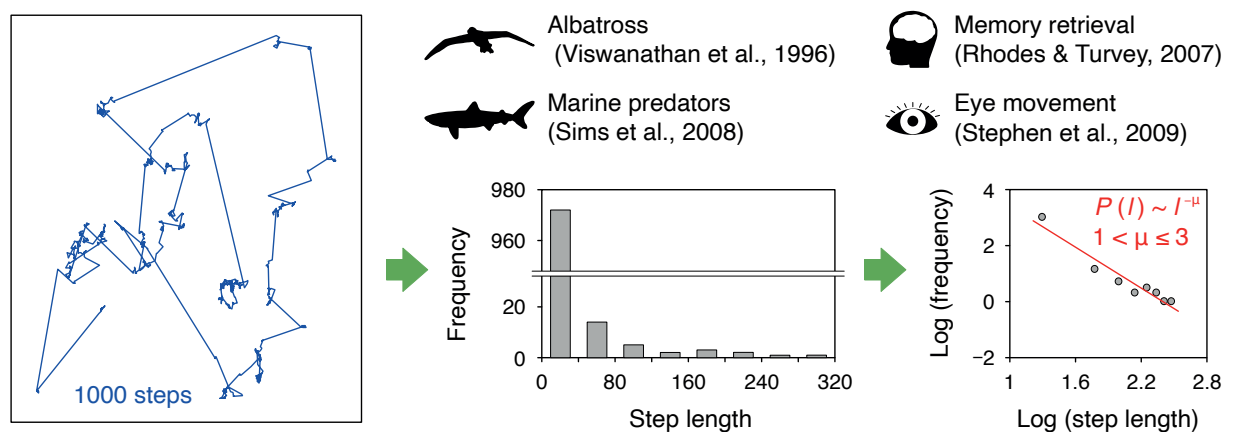 1000 steps
Albatross
(Viswanathan et al., 1996)
Marine predators
(Sims et al., 2008)
Memory retrieval
(Rhodes & Turvey, 2007)
Eye movement
(Stephen et al., 2009)
Frequency
980
960
20
0
0 80 160 240 320
Step length
Log (frequency)
4
2
0
−2
P (l) ~ l^−μ
1 < μ ≤ 3
1 1.6 2.2 2.8
Log (step length)